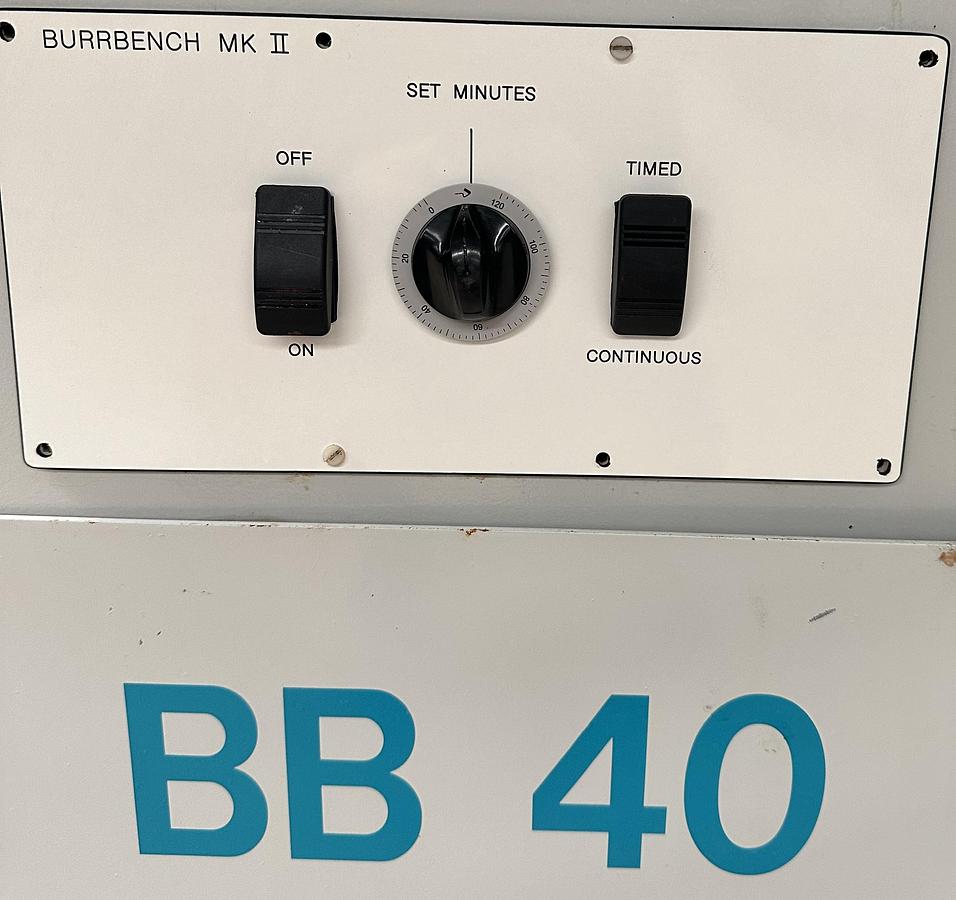 BURRBENCH MK II
SET MINUTES
OFF
TIMED
0
120
20
100
40
80
60
ON
CONTINUOUS
BB 40